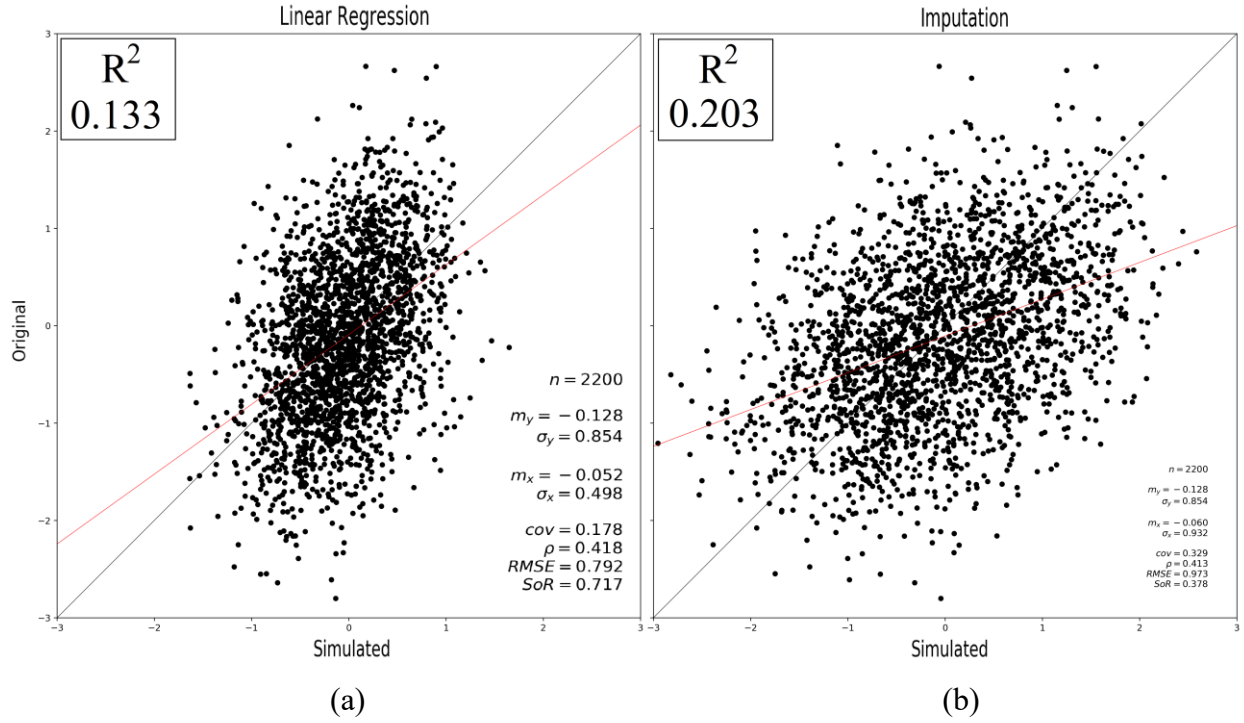 Linear Regression
R²
0.133
3
2
1
0
−1
−2
−3
Original
n = 2200
m_y = −0.128
σ_y = 0.854
m_x = −0.052
σ_x = 0.498
cov = 0.178
ρ = 0.418
RMSE = 0.792
SoR = 0.717
−3 −2 −1 0 1 2 3
Simulated
(a)
Imputation
R²
0.203
n = 2200
m_y = −0.128
σ_y = 0.854
m_x = −0.060
σ_x = 0.932
cov = 0.329
ρ = 0.413
RMSE = 0.973
SoR = 0.378
−3 −2 −1 0 1 2 3
Simulated
(b)